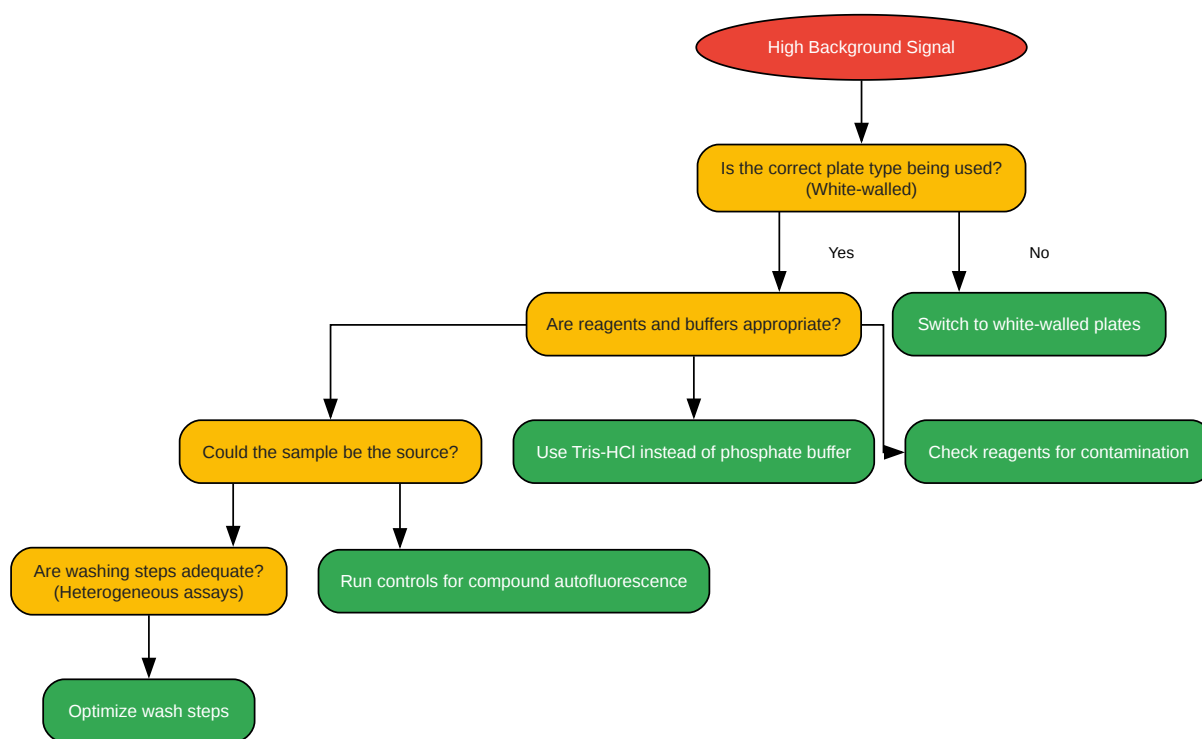 High Background Signal
Is the correct plate type being used?
(White-walled)
Yes
No
Are reagents and buffers appropriate?
Switch to white-walled plates
Could the sample be the source?
Use Tris-HCl instead of phosphate buffer
Check reagents for contamination
Are washing steps adequate?
(Heterogeneous assays)
Run controls for compound autofluorescence
Optimize wash steps